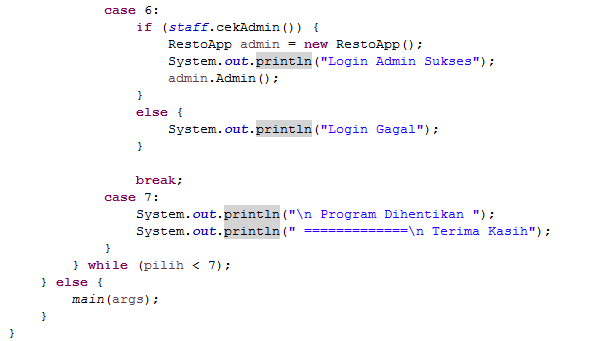 case 6:
if (staff.cekAdmin()) {
RestoApp admin = new RestoApp();
System.out.println("Login Admin Sukses");
admin.Admin();
}
else {
System.out.println("Login Gagal");
}
break;
case 7:
System.out.println("\n Program Dihentikan ");
System.out.println(" =============\n Terima Kasih");
}
} while (pilih < 7);
} else {
main(args);
}
}